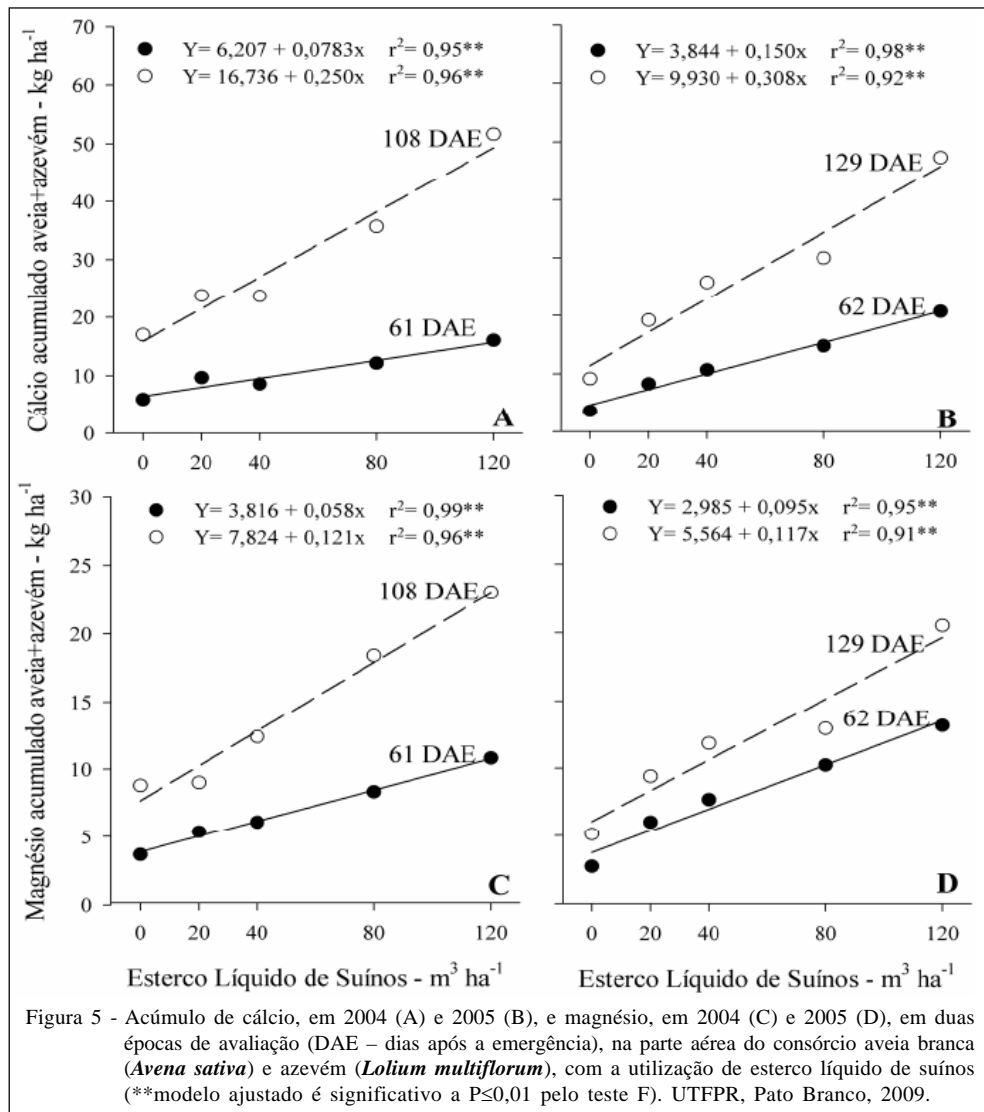 Y= 6,207 + 0,0783x r²= 0,95**
Y= 16,736 + 0,250x r²= 0,96**
Cálcio acumulado aveia+azevém - kg ha⁻¹
70
60
50
40
30
20
10
0
108 DAE
61 DAE
A
0 20 40 80 120
Y= 3,844 + 0,150x r²= 0,98**
Y= 9,930 + 0,308x r²= 0,92**
129 DAE
62 DAE
B
0 20 40 80 120
Y= 3,816 + 0,058x r²= 0,99**
Y= 7,824 + 0,121x r²= 0,96**
Magnésio acumulado aveia+azevém - kg ha⁻¹
30
25
20
15
10
5
0
108 DAE
61 DAE
C
0 20 40 80 120
Y= 2,985 + 0,095x r²= 0,95**
Y= 5,564 + 0,117x r²= 0,91**
129 DAE
62 DAE
D
0 20 40 80 120
Esterco Líquido de Suínos - m³ ha⁻¹
Esterco Líquido de Suínos - m³ ha⁻¹
Figura 5 - Acúmulo de cálcio, em 2004 (A) e 2005 (B), e magnésio, em 2004 (C) e 2005 (D), em duas
épocas de avaliação (DAE – dias após a emergência), na parte aérea do consórcio aveia branca
(Avena sativa) e azevém (Lolium multiflorum), com a utilização de esterco líquido de suínos
(**modelo ajustado é significativo a P≤0,01 pelo teste F). UTFPR, Pato Branco, 2009.